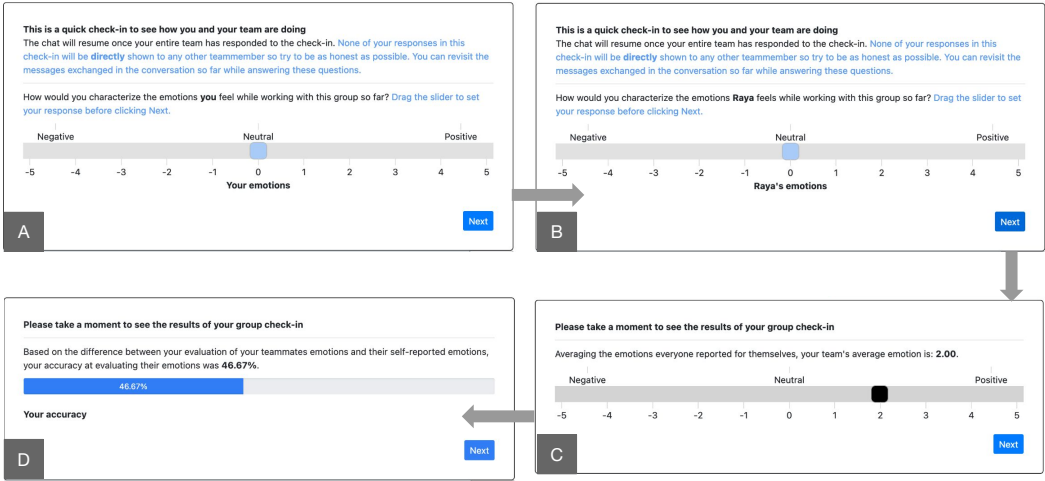 This is a quick check-in to see how you and your team are doing
The chat will resume once your entire team has responded to the check-in. None of your responses in this
check-in will be directly shown to any other teammember so try to be as honest as possible. You can revisit the
messages exchanged in the conversation so far while answering these questions.
How would you characterize the emotions you feel while working with this group so far? Drag the slider to set
your response before clicking Next.
Negative Neutral Positive
-5 -4 -3 -2 -1 0 1 2 3 4 5
Your emotions
Next
A
This is a quick check-in to see how you and your team are doing
The chat will resume once your entire team has responded to the check-in. None of your responses in this
check-in will be directly shown to any other teammember so try to be as honest as possible. You can revisit the
messages exchanged in the conversation so far while answering these questions.
How would you characterize the emotions Raya feels while working with this group so far? Drag the slider to set
your response before clicking Next.
Negative Neutral Positive
-5 -4 -3 -2 -1 0 1 2 3 4 5
Raya's emotions
Next
B
Please take a moment to see the results of your group check-in
Averaging the emotions everyone reported for themselves, your team's average emotion is: 2.00.
Negative Neutral Positive
-5 -4 -3 -2 -1 0 1 2 3 4 5
Next
C
Please take a moment to see the results of your group check-in
Based on the difference between your evaluation of your teammates emotions and their self-reported emotions,
your accuracy at evaluating their emotions was 46.67%.
46.67%
Your accuracy
Next
D